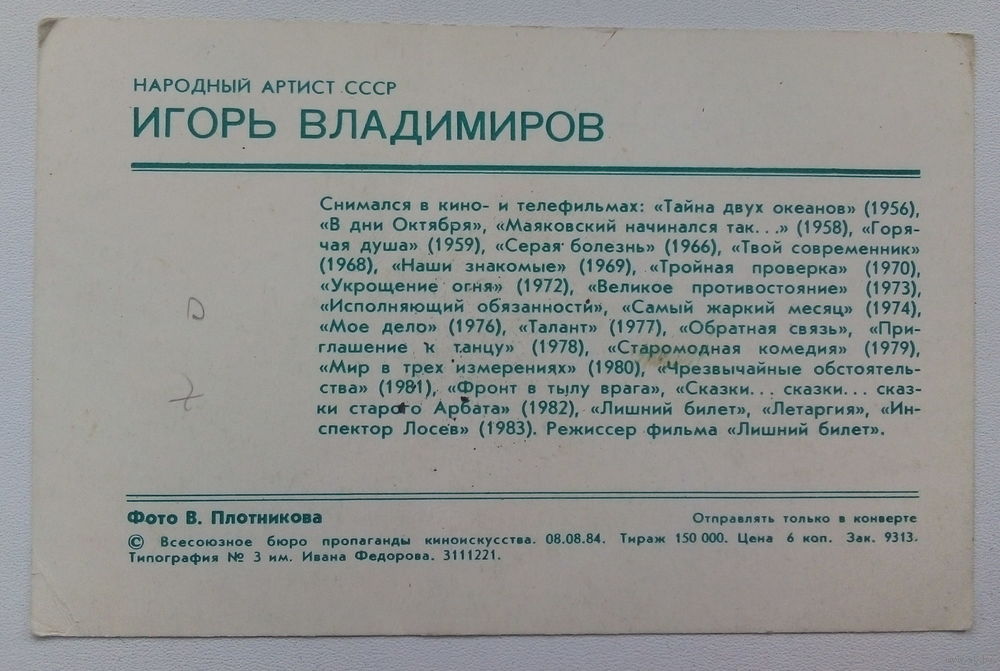 НАРОДНЫЙ АРТИСТ СССР
ИГОРЬ ВЛАДИМИРОВ
Снимался в кино- и телефильмах: «Тайна двух океанов» (1956),
«В дни Октября», «Маяковский начинался так...» (1958), «Горя-
чая душа» (1959), «Серая болезнь» (1966), «Твой современник»
(1968), «Наши знакомые» (1969), «Тройная проверка» (1970),
«Укрощение огня» (1972), «Великое противостояние» (1973),
«Исполняющий обязанности», «Самый жаркий месяц» (1974),
«Мое дело» (1976), «Талант» (1977), «Обратная связь», «При-
глашение к танцу» (1978), «Старомодная комедия» (1979),
«Мир в трех измерениях» (1980), «Чрезвычайные обстоятель-
ства» (1981), «Фронт в тылу врага», «Сказки... сказки... сказ-
ки старого Арбата» (1982), «Лишний билет», «Летаргия», «Ин-
спектор Лосев» (1983). Режиссер фильма «Лишний билет».
Фото В. Плотникова
Отправлять только в конверте
© Всесоюзное бюро пропаганды киноискусства. 08.08.84. Тираж 150 000. Цена 6 коп. Зак. 9313.
Типография № 3 им. Ивана Федорова. 3111221.